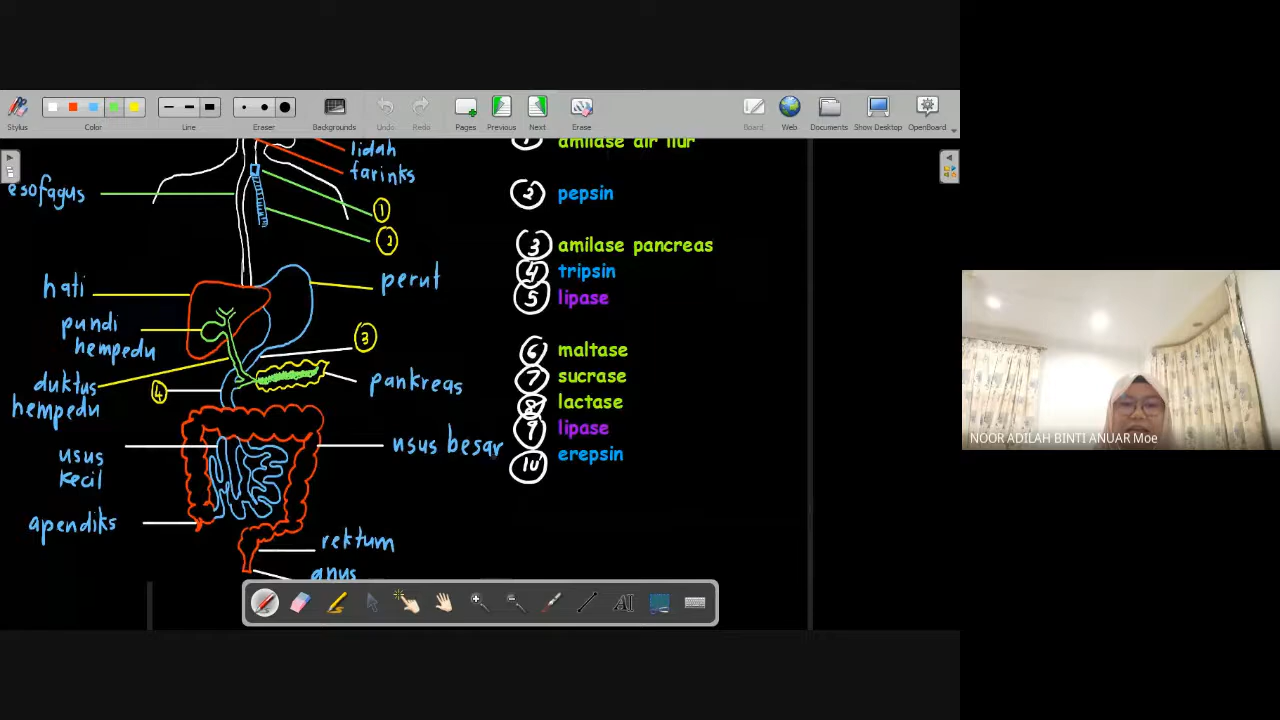 Stylus
Color
Line
Eraser
Backgrounds
Undo
Redo
Pages
Previous
Next
Erase
Board
Web
Documents
Show Desktop
OpenBoard
lidah
farinks
esofagus
1
2
hati
perut
pundi
hempedu
3
duktus
hempedu
4
pankreas
usus besar
usus
kecil
apendiks
rektum
anus
1 amilase air liur
2 pepsin
3 amilase pancreas
4 tripsin
5 lipase
6 maltase
7 sucrase
8 lactase
9 lipase
10 erepsin
NOOR ADILAH BINTI ANUAR Moe